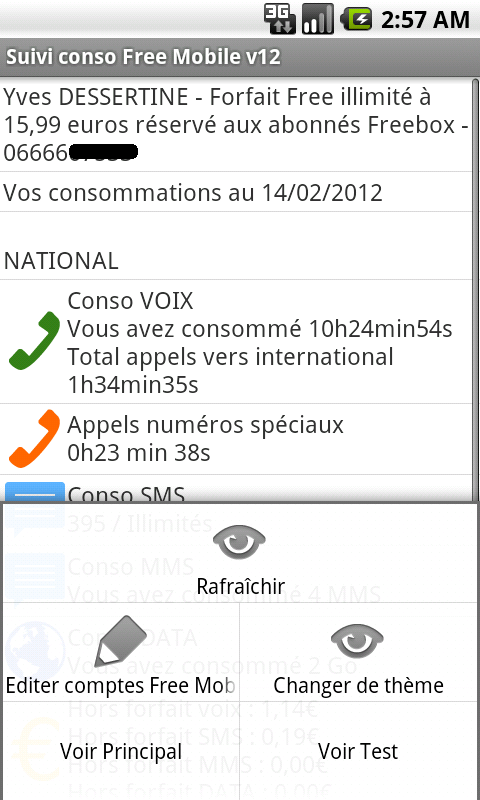 3G
2:57 AM
Suivi conso Free Mobile v12
Yves DESSERTINE - Forfait Free illimité à
15,99 euros réservé aux abonnés Freebox -
06666
Vos consommations au 14/02/2012
NATIONAL
Conso VOIX
Vous avez consommé 10h24min54s
Total appels vers international
1h34min35s
Appels numéros spéciaux
0h23 min 38s
Conso SMS
395 / Illimités
Rafraîchir
Conso MMS
Vous avez consommé 4 MMS
DATA
Vous avez consommé 2 Go
Editer comptes Free Mob
Changer de thème
Hors forfait voix : 1,14€
Hors forfait SMS : 0,19€
Voir Principal
Voir Test
Hors forfait MMS : 0,00€
Hors forfait DATA : 0,00€